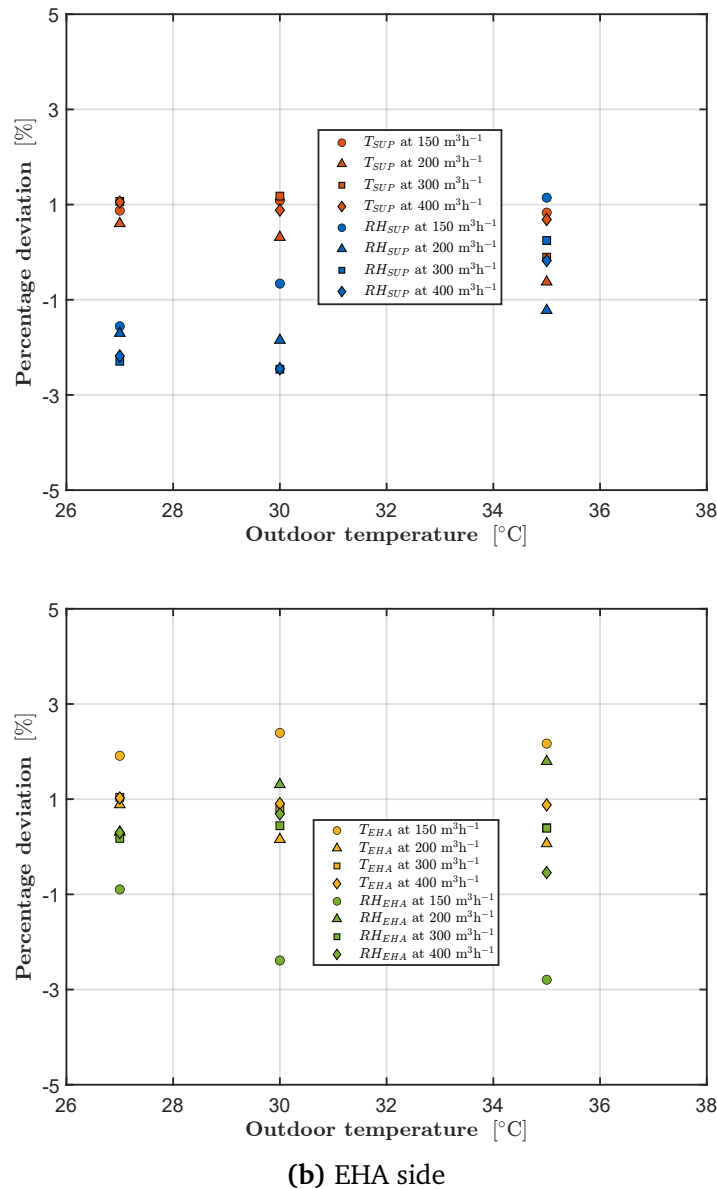 5
3
1
-1
-3
-5
Percentage deviation [%]
T_SUP at 150 m³h⁻¹
T_SUP at 200 m³h⁻¹
T_SUP at 300 m³h⁻¹
T_SUP at 400 m³h⁻¹
RH_SUP at 150 m³h⁻¹
RH_SUP at 200 m³h⁻¹
RH_SUP at 300 m³h⁻¹
RH_SUP at 400 m³h⁻¹
26 28 30 32 34 36 38
Outdoor temperature [°C]
5
3
1
-1
-3
-5
Percentage deviation [%]
T_EHA at 150 m³h⁻¹
T_EHA at 200 m³h⁻¹
T_EHA at 300 m³h⁻¹
T_EHA at 400 m³h⁻¹
RH_EHA at 150 m³h⁻¹
RH_EHA at 200 m³h⁻¹
RH_EHA at 300 m³h⁻¹
RH_EHA at 400 m³h⁻¹
26 28 30 32 34 36 38
Outdoor temperature [°C]
(b) EHA side